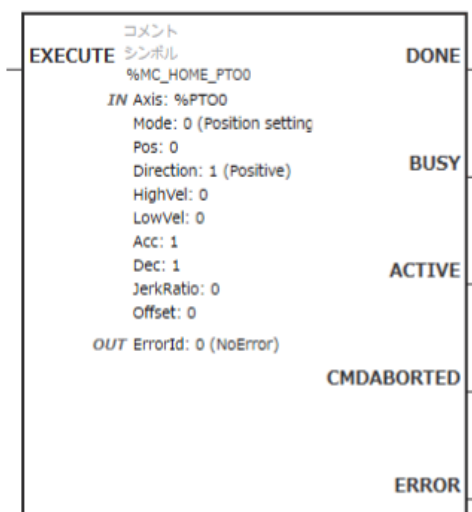 コメント
EXECUTE シンボル DONE
%MC_HOME_PTO0
IN Axis: %PTO0
Mode: 0 (Position setting
Pos: 0
BUSY
Direction: 1 (Positive)
HighVel: 0
LowVel: 0
Acc: 1
Dec: 1
ACTIVE
JerkRatio: 0
Offset: 0
OUT ErrorId: 0 (NoError)
CMDABORTED
ERROR